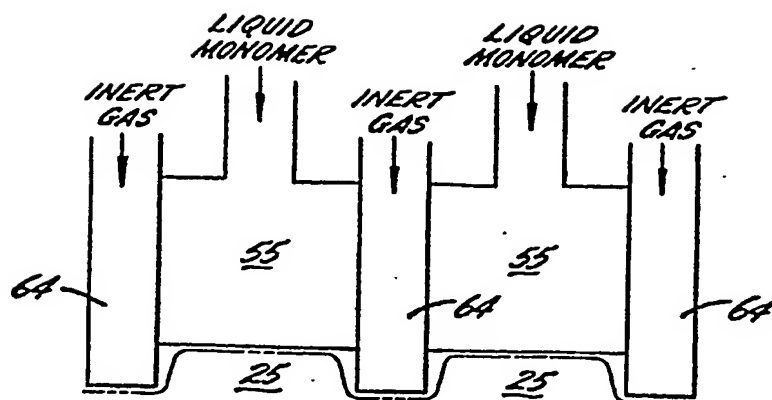 LIQUID
MONOMER
LIQUID
MONOMER
INERT
GAS
INERT
GAS
INERT
GAS
55
55
64
64
64
25
25